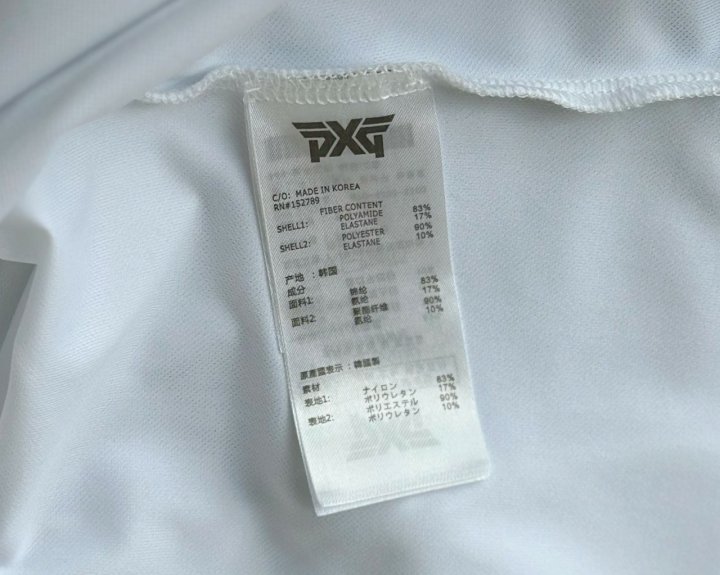 PXG
C/O: MADE IN KOREA
RN#152789
FIBER CONTENT
SHELL1: POLYAMIDE 83%
ELASTANE 17%
SHELL2: POLYESTER 90%
ELASTANE 10%
产地 : 韩国
成分
面料1: 锦纶 83%
氨纶 17%
面料2: 聚酯纤维 90%
氨纶 10%
原產國表示 : 韓國製
素材
表地1: ナイロン 83%
ポリウレタン 17%
表地2: ポリエステル 90%
ポリウレタン 10%